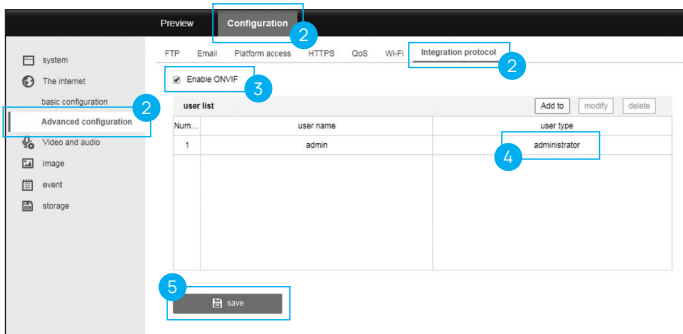 Preview Configuration
2
FTP Email Platform access HTTPS QoS Wi-Fi Integration protocol
2
system
The internet
basic configuration
Advanced configuration
2
Video and audio
image
event
storage
Enable ONVIF
3
user list Add to modify delete
Num... user name user type
1 admin administrator
4
5
save